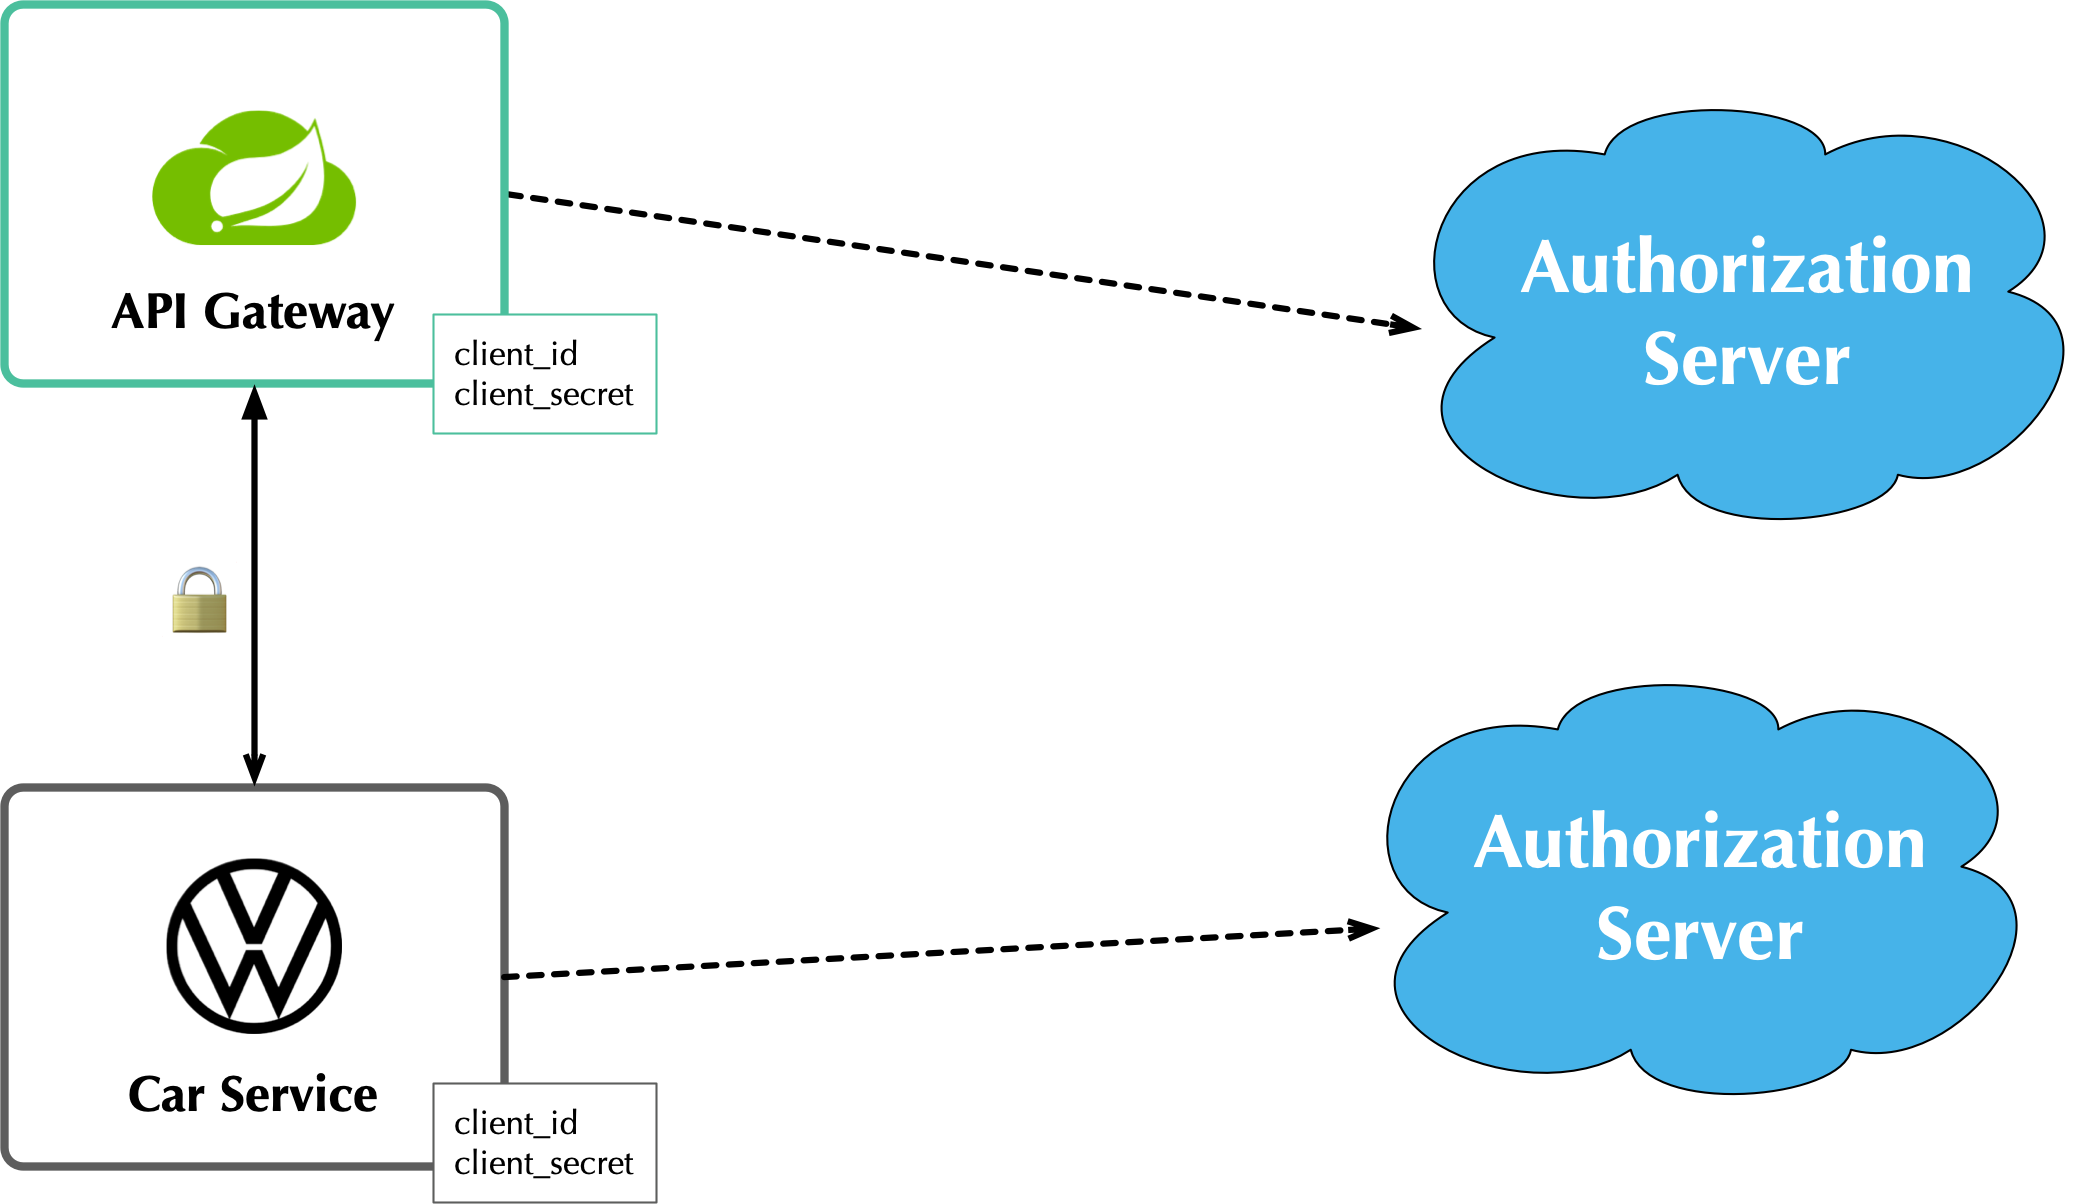 API Gateway
client_id
client_secret
Authorization
Server
Car Service
client_id
client_secret
Authorization
Server